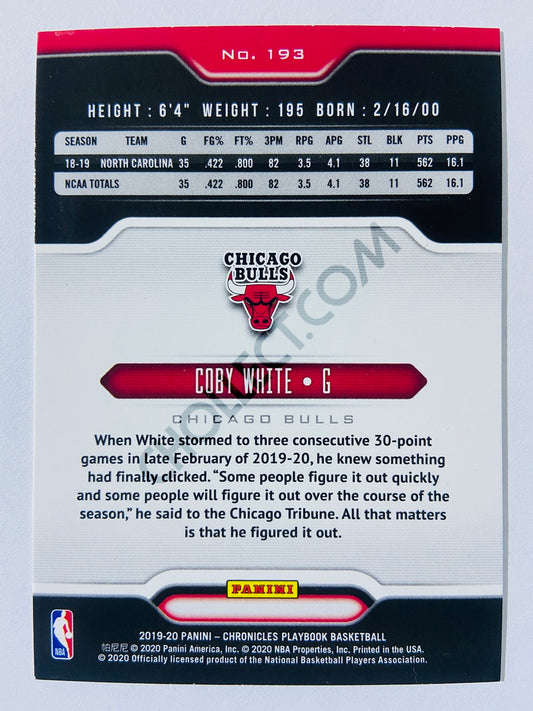 No. 193
HEIGHT : 6'4" WEIGHT : 195 BORN : 2/16/00
SEASON TEAM G FG% FT% 3PM RPG APG STL BLK PTS PPG
18-19 NORTH CAROLINA 35 .422 .800 82 3.5 4.1 38 11 562 16.1
NCAA TOTALS 35 .422 .800 82 3.5 4.1 38 11 562 16.1
CHICAGO
BULLS
COBY WHITE • G
CHICAGO BULLS
When White stormed to three consecutive 30-point
games in late February of 2019-20, he knew something
had finally clicked. “Some people figure it out quickly
and some people will figure it out over the course of the
season,” he said to the Chicago Tribune. All that matters
is that he figured it out.
PANINI
2019-20 PANINI – CHRONICLES PLAYBOOK BASKETBALL
帕尼尼 © 2020 Panini America, Inc. © 2020 NBA Properties, Inc. Printed in the USA.
© 2020 Officially licensed product of the National Basketball Players Association.
NBA
CHOLLECT.COM